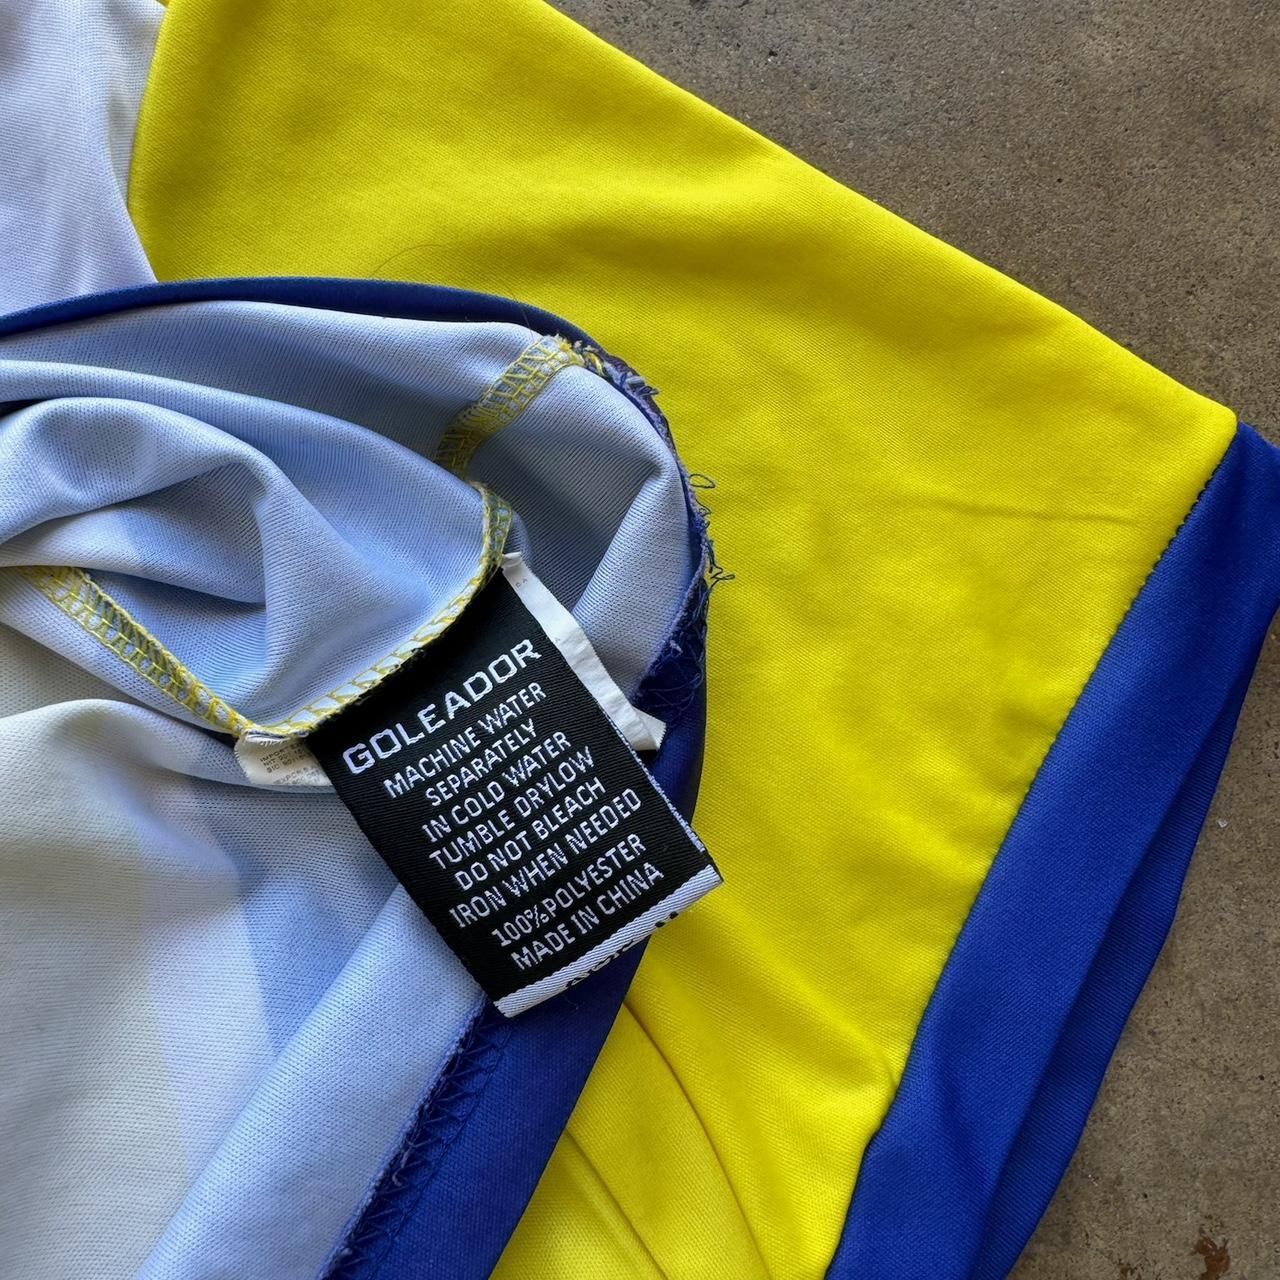 GOLEADOR
MACHINE WATER
SEPARATELY
IN COLD WATER
TUMBLE DRYLOW
DO NOT BLEACH
IRON WHEN NEEDED
100%POLYESTER
MADE IN CHINA